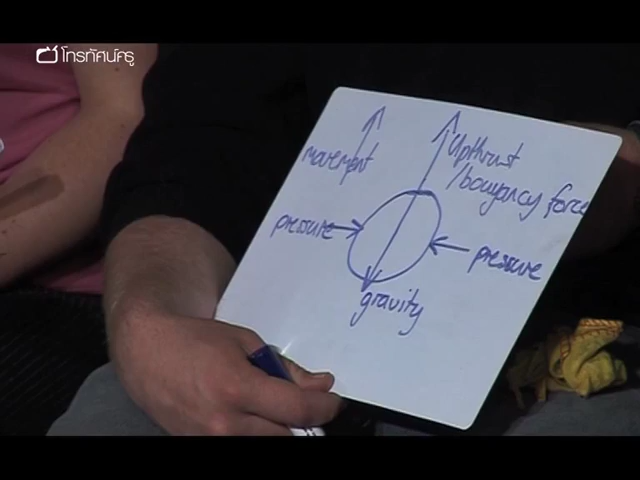 โทรทัศน์ครู
movement
Upthrust
/bouyancy force
pressure
pressure
gravity